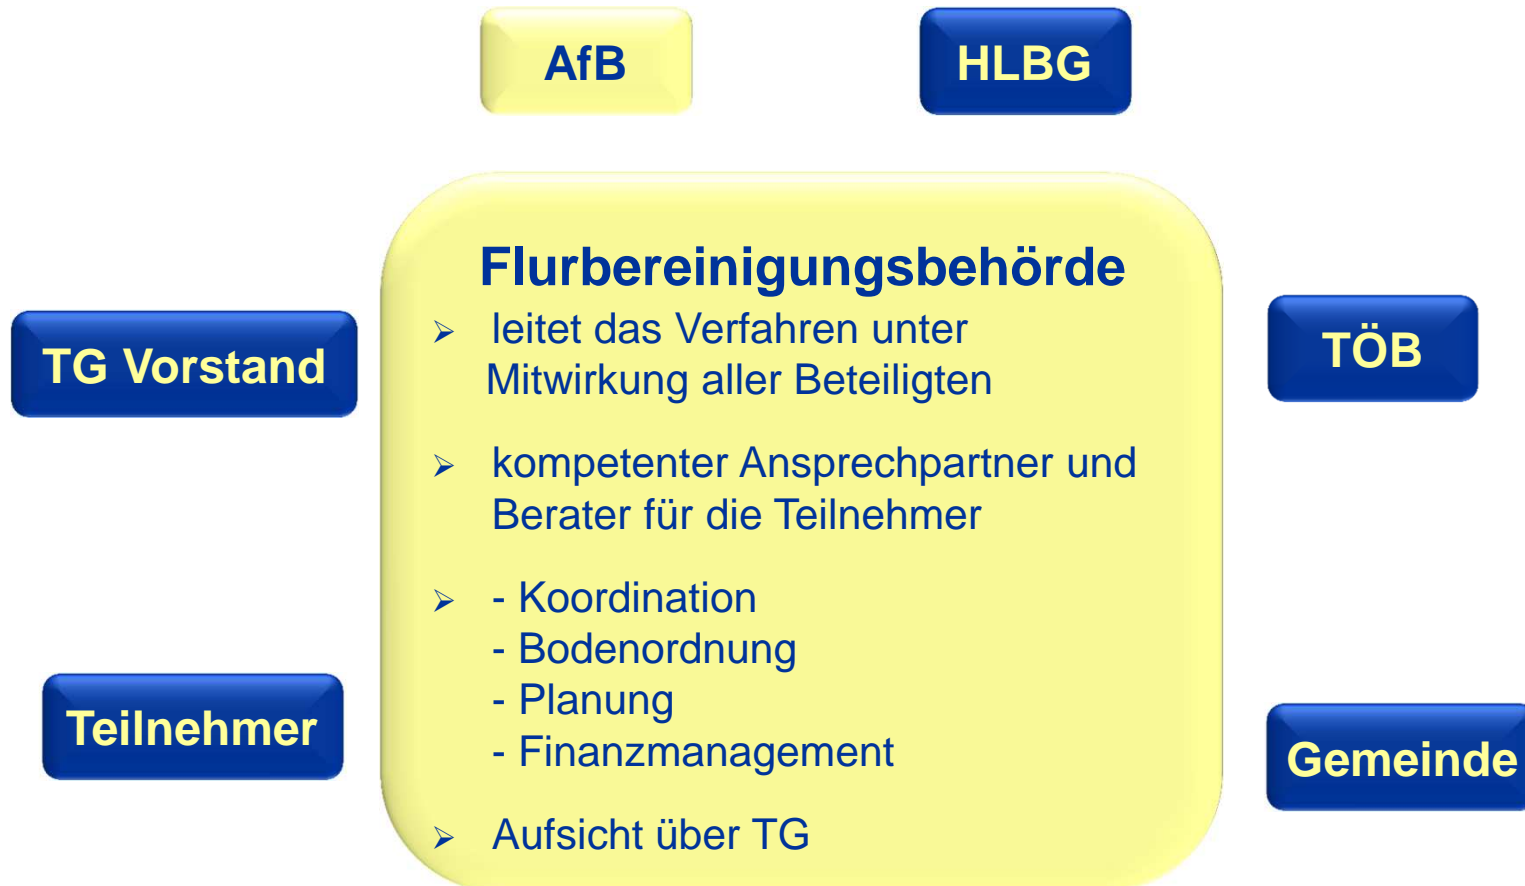 AfB
HLBG
Flurbereinigungsbehörde
➢ leitet das Verfahren unter
Mitwirkung aller Beteiligten
➢ kompetenter Ansprechpartner und
Berater für die Teilnehmer
➢ - Koordination
- Bodenordnung
- Planung
- Finanzmanagement
➢ Aufsicht über TG
TG Vorstand
Teilnehmer
TÖB
Gemeinde